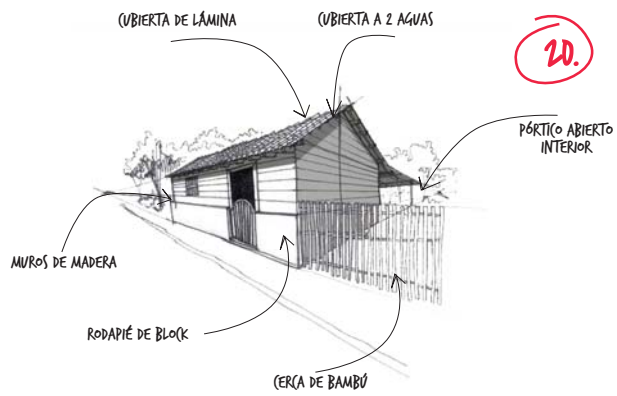 CUBIERTA DE LÁMINA
CUBIERTA A 2 AGUAS
20.
PÓRTICO ABIERTO
INTERIOR
MUROS DE MADERA
RODAPIÉ DE BLOCK
CERCA DE BAMBÚ